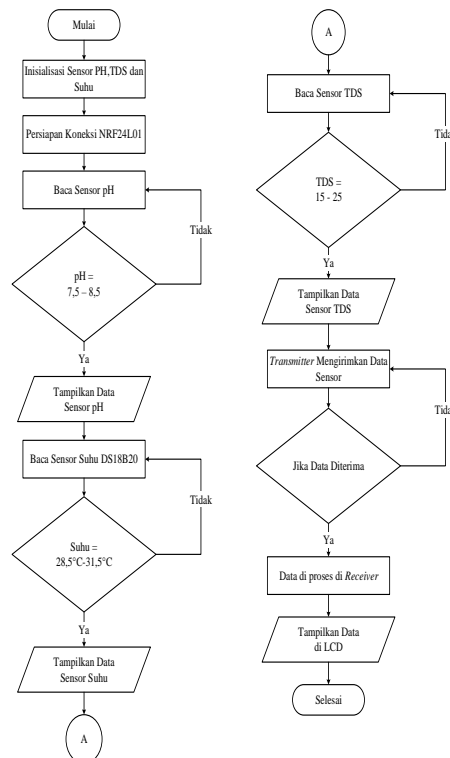 Mulai
Inisialisasi Sensor PH,TDS dan
Suhu
Persiapan Koneksi NRF24L01
Baca Sensor pH
Tidak
pH =
7,5 – 8,5
Ya
Tampilkan Data
Sensor pH
Baca Sensor Suhu DS18B20
Tidak
Suhu =
28,5°C-31,5°C
Ya
Tampilkan Data
Sensor Suhu
A
A
Baca Sensor TDS
Tida
TDS =
15 - 25
Ya
Tampilkan Data
Sensor TDS
Transmitter Mengirimkan Data
Sensor
Tida
Jika Data Diterima
Ya
Data di proses di Receiver
Tampilkan Data
di LCD
Selesai